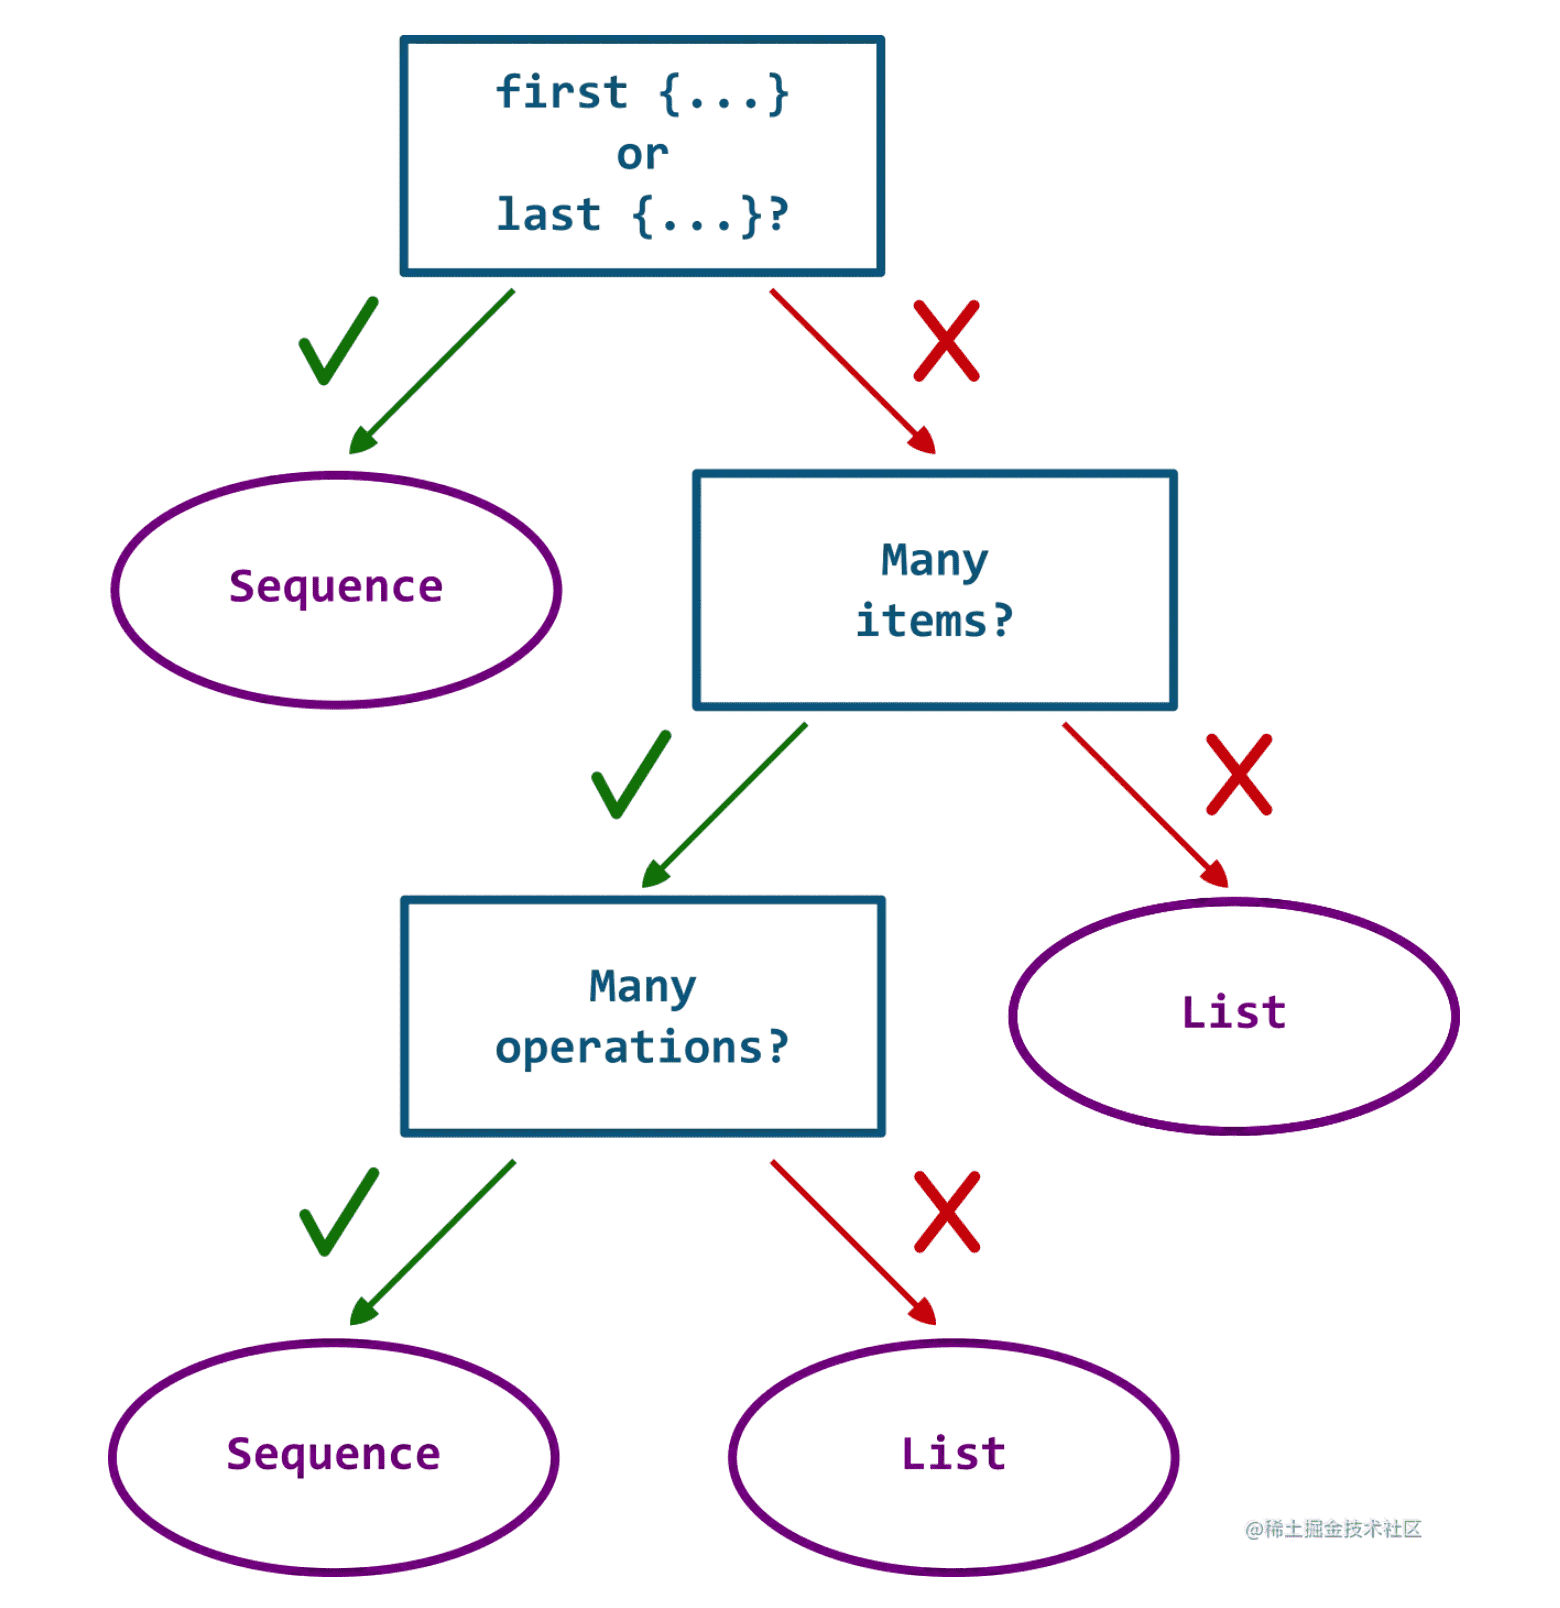 first {...}
or
last {...}?
Sequence
Many
items?
Many
operations?
List
Sequence
List
@稀土掘金技术社区